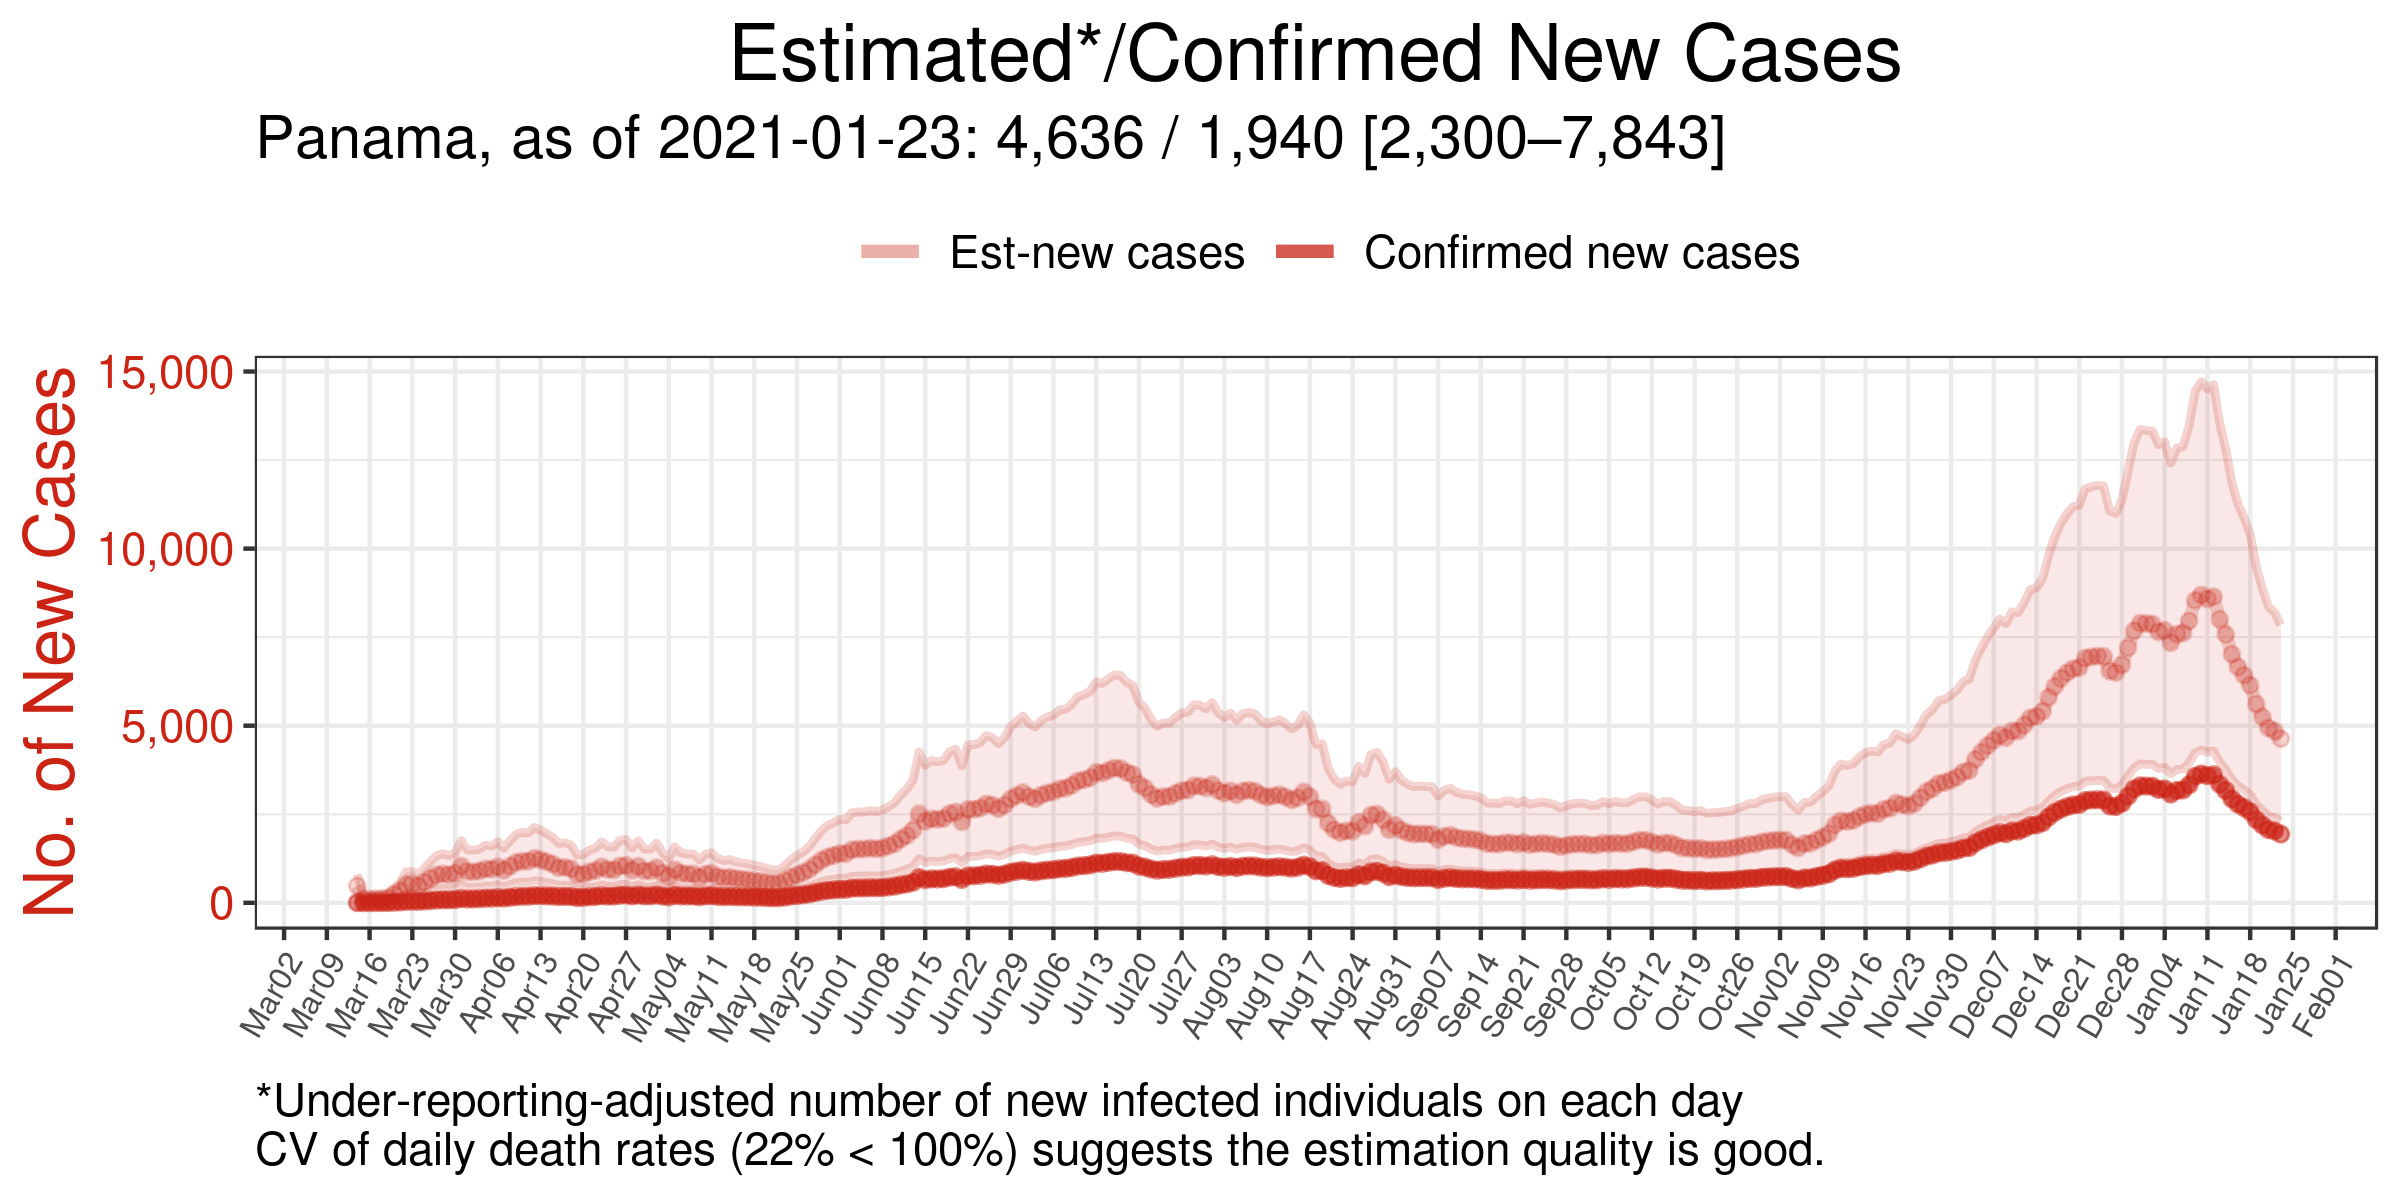 Estimated*/Confirmed New Cases
Panama, as of 2021-01-23: 4,636 / 1,940 [2,300–7,843]
Est-new cases
Confirmed new cases
No. of New Cases
15,000
10,000
5,000
0
Mar02
Mar09
Mar16
Mar23
Mar30
Apr06
Apr13
Apr20
Apr27
May04
May11
May18
May25
Jun01
Jun08
Jun15
Jun22
Jun29
Jul06
Jul13
Jul20
Jul27
Aug03
Aug10
Aug17
Aug24
Aug31
Sep07
Sep14
Sep21
Sep28
Oct05
Oct12
Oct19
Oct26
Nov02
Nov09
Nov16
Nov23
Nov30
Dec07
Dec14
Dec21
Dec28
Jan04
Jan11
Jan18
Jan25
Feb01
*Under-reporting-adjusted number of new infected individuals on each day
CV of daily death rates (22% < 100%) suggests the estimation quality is good.